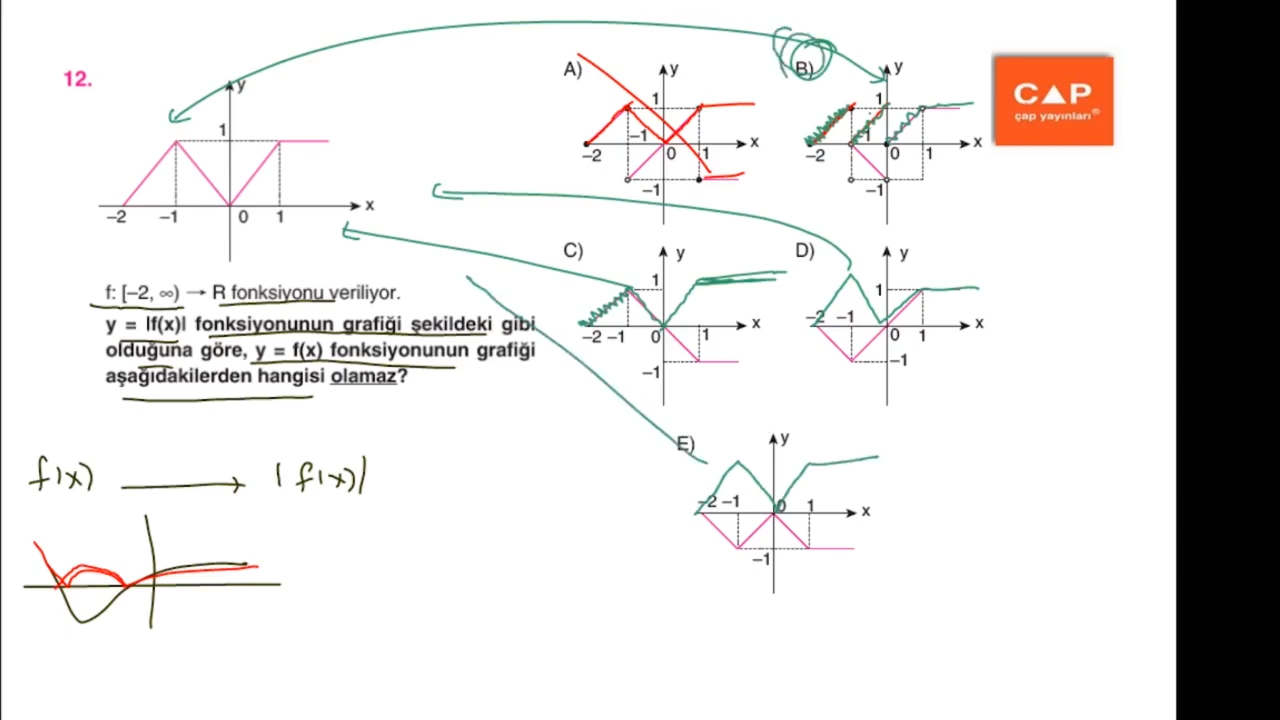 12.
y
1
-2 -1 0 1 x
f: [–2, ∞) → R fonksiyonu veriliyor.
y = |f(x)| fonksiyonunun grafiği şekildeki gibi
olduğuna göre, y = f(x) fonksiyonunun grafiği
aşağıdakilerden hangisi olamaz?
f(x) → |f(x)|
A) y
1
-1
-2 0 1 x
-1
B) y
1
-1
-2 0 1 x
-1
C) y
1
-2 -1 0 1 x
-1
D) y
1
-2 -1
0 1 x
-1
E) y
-2 -1 0 1 x
-1
CAP
çap yayınları®